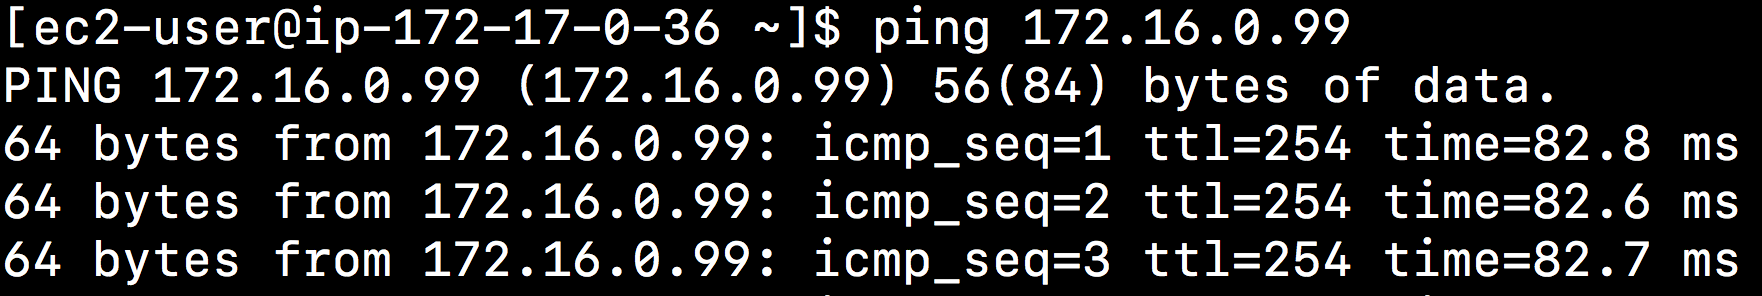 [ec2-user@ip-172-17-0-36 ~]$ ping 172.16.0.99
PING 172.16.0.99 (172.16.0.99) 56(84) bytes of data.
64 bytes from 172.16.0.99: icmp_seq=1 ttl=254 time=82.8 ms
64 bytes from 172.16.0.99: icmp_seq=2 ttl=254 time=82.6 ms
64 bytes from 172.16.0.99: icmp_seq=3 ttl=254 time=82.7 ms